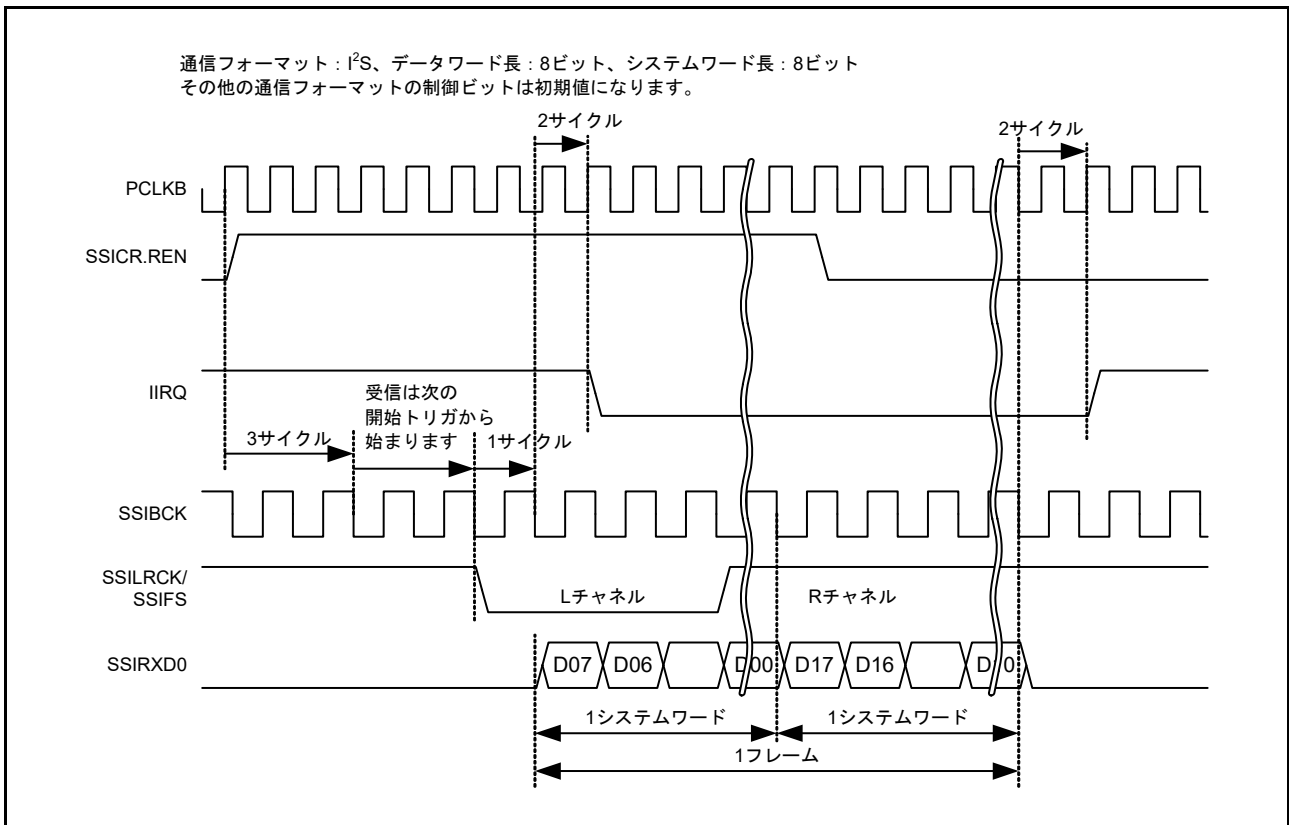 通信フォーマット：I²S、データワード長：8ビット、システムワード長：8ビット
その他の通信フォーマットの制御ビットは初期値になります。
2サイクル
2サイクル
PCLKB
SSICR.REN
IIRQ
受信は次の
開始トリガから
始まります
3サイクル
1サイクル
SSIBCK
SSILRCK/
SSIFS
Lチャネル
Rチャネル
SSIRXD0
D07
D06
D00
D17
D16
1システムワード
1システムワード
1フレーム